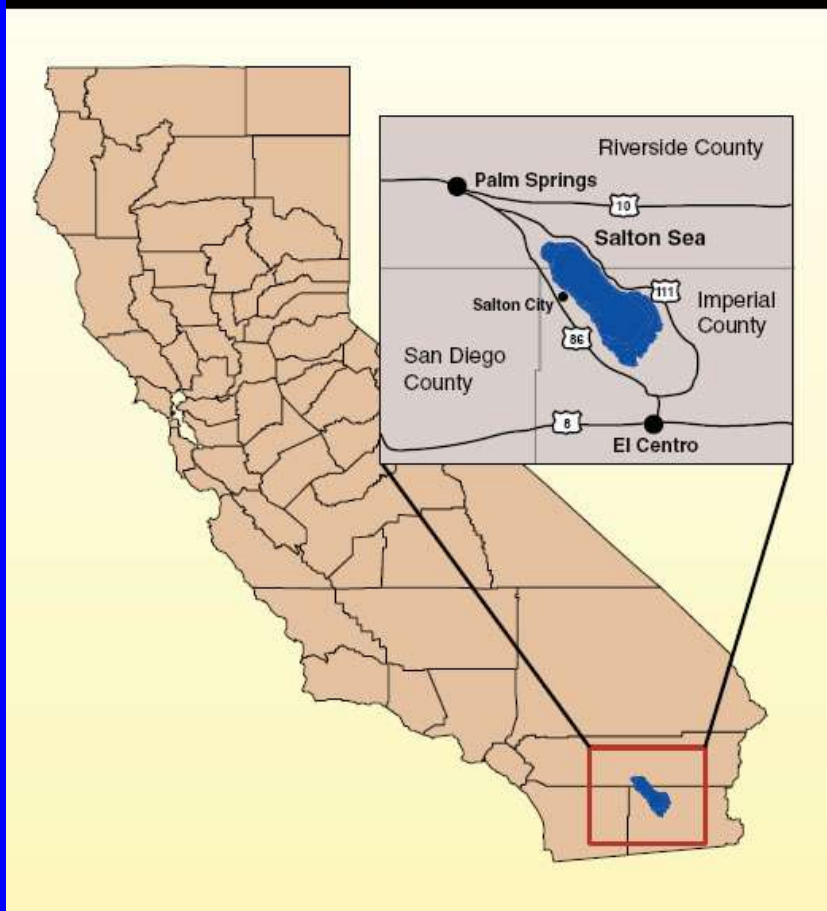 Riverside County
Palm Springs
10
Salton Sea
Salton City
111
Imperial
County
86
San Diego
County
8
El Centro